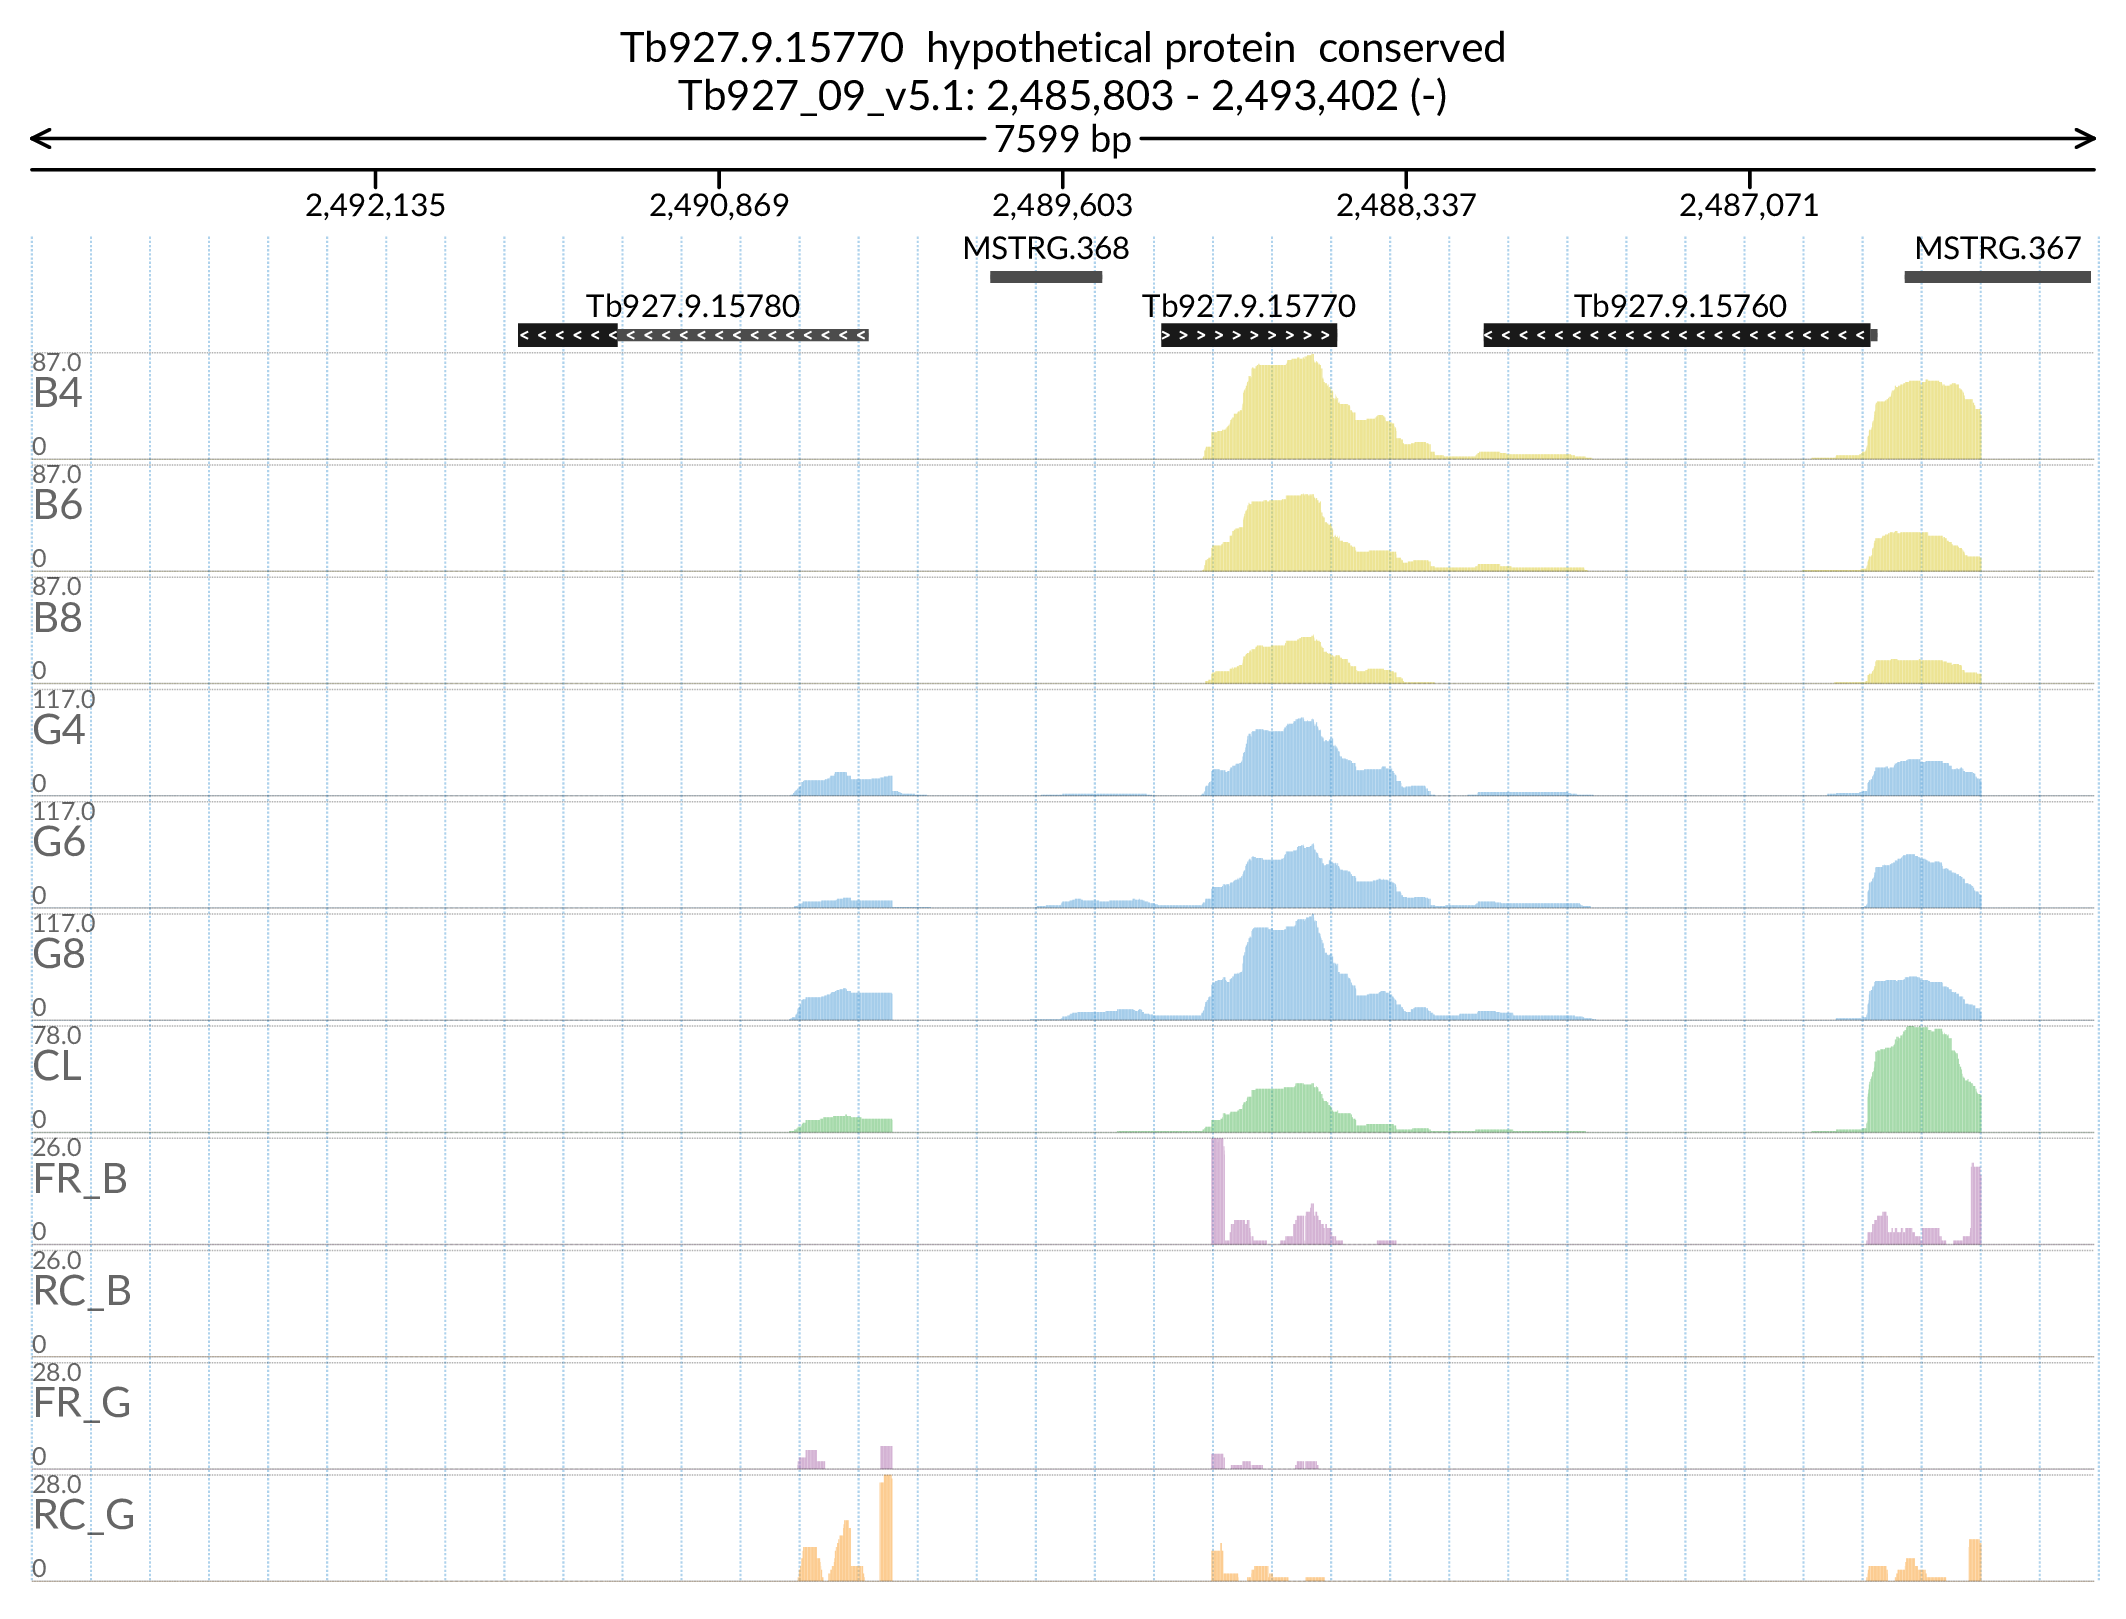 Tb927.9.15770 hypothetical protein conserved
Tb927_09_v5.1: 2,485,803 - 2,493,402 (-)
7599 bp
2,492,135 2,490,869 2,489,603 2,488,337 2,487,071
MSTRG.368 MSTRG.367
Tb927.9.15780 Tb927.9.15770 Tb927.9.15760
87.0
B4
0
87.0
B6
0
87.0
B8
0
117.0
G4
0
117.0
G6
0
117.0
G8
0
78.0
CL
0
26.0
FR_B
0
26.0
RC_B
0
28.0
FR_G
0
28.0
RC_G
0